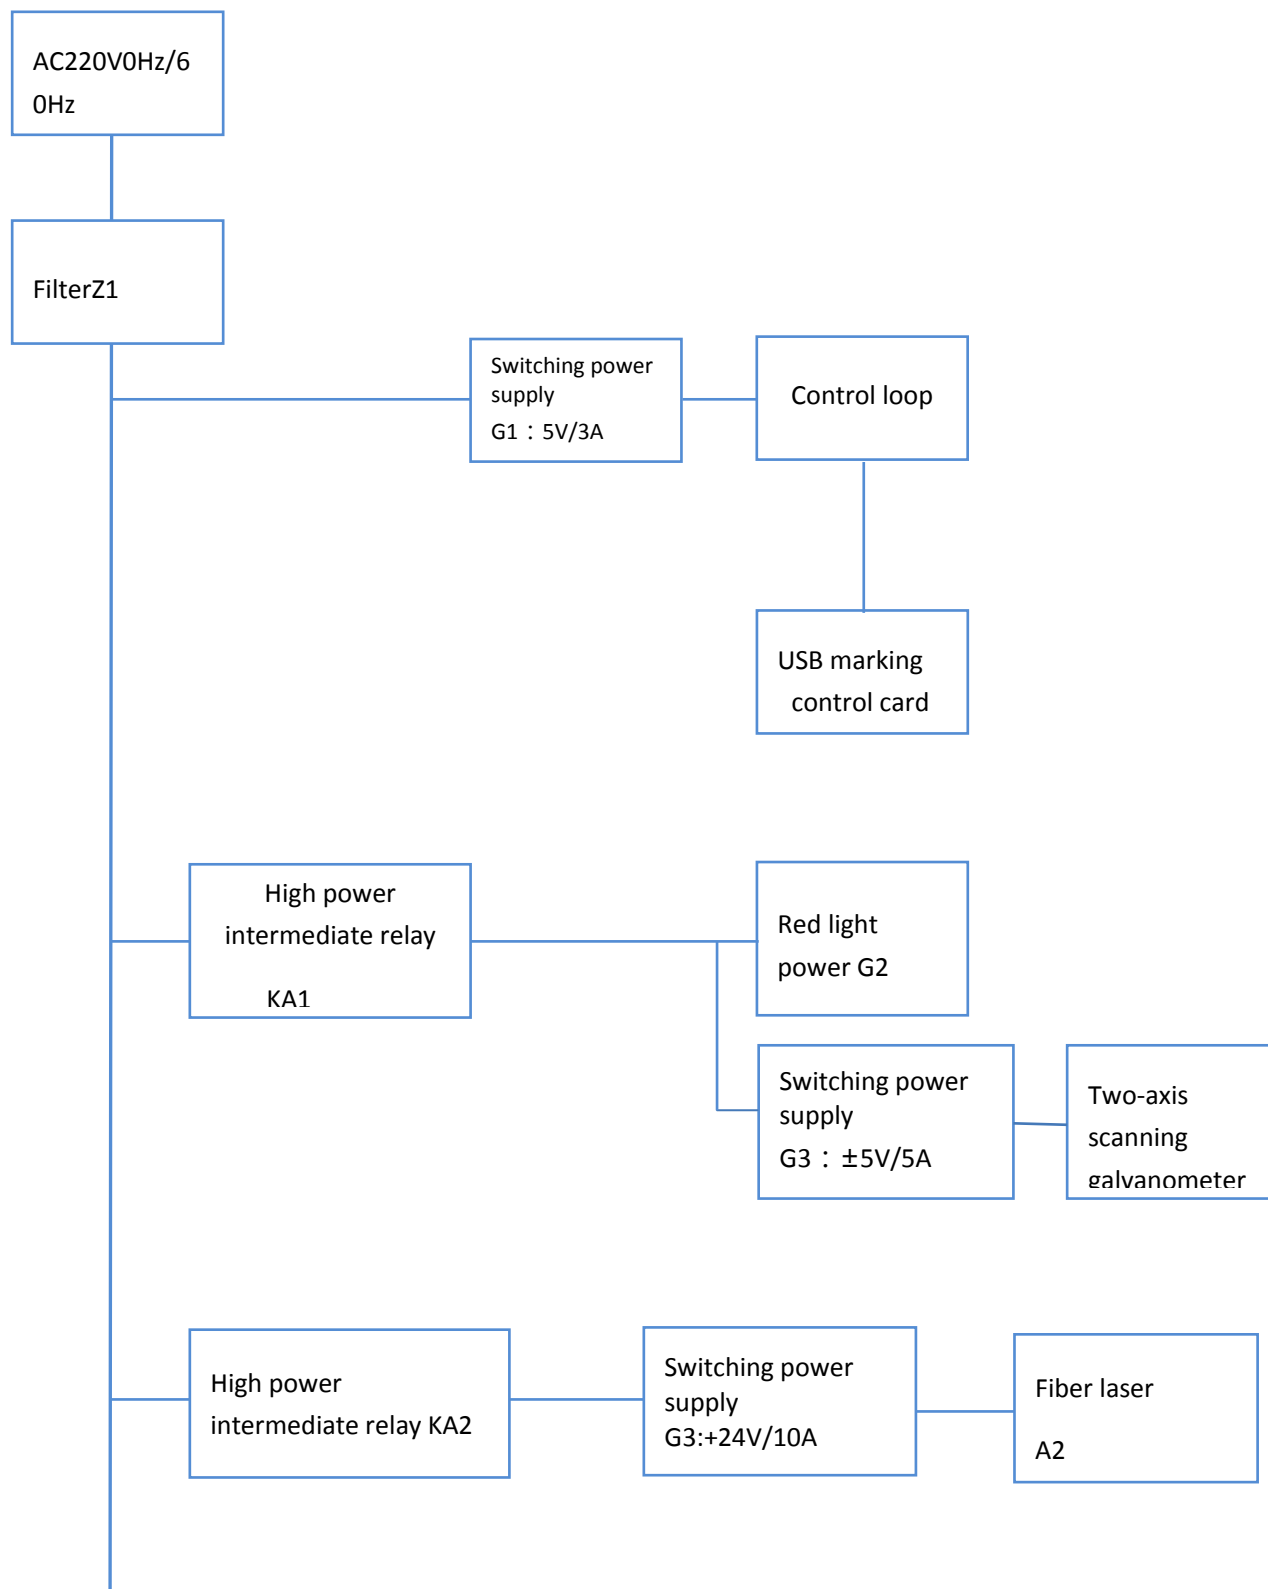 AC220V0Hz/6
0Hz
FilterZ1
Switching power
supply
G1：5V/3A
Control loop
USB marking
control card
High power
intermediate relay
KA1
Red light
power G2
Switching power
supply
G3：±5V/5A
Two-axis
scanning
galvanometer
High power
intermediate relay KA2
Switching power
supply
G3:+24V/10A
Fiber laser
A2